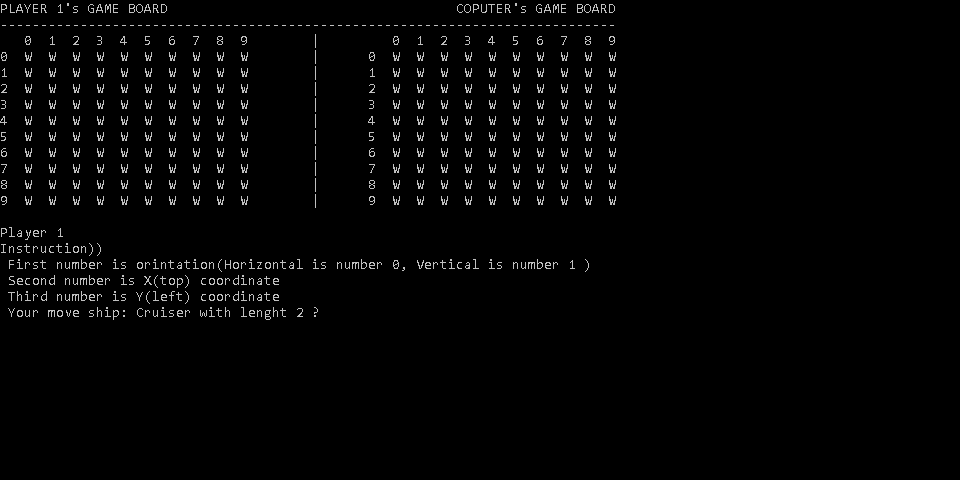 PLAYER 1's GAME BOARD                                    COPUTER's GAME BOARD
-----------------------------------------------------------------------------
   0  1  2  3  4  5  6  7  8  9        |         0  1  2  3  4  5  6  7  8  9
0  W  W  W  W  W  W  W  W  W  W        |      0  W  W  W  W  W  W  W  W  W  W
1  W  W  W  W  W  W  W  W  W  W        |      1  W  W  W  W  W  W  W  W  W  W
2  W  W  W  W  W  W  W  W  W  W        |      2  W  W  W  W  W  W  W  W  W  W
3  W  W  W  W  W  W  W  W  W  W        |      3  W  W  W  W  W  W  W  W  W  W
4  W  W  W  W  W  W  W  W  W  W        |      4  W  W  W  W  W  W  W  W  W  W
5  W  W  W  W  W  W  W  W  W  W        |      5  W  W  W  W  W  W  W  W  W  W
6  W  W  W  W  W  W  W  W  W  W        |      6  W  W  W  W  W  W  W  W  W  W
7  W  W  W  W  W  W  W  W  W  W        |      7  W  W  W  W  W  W  W  W  W  W
8  W  W  W  W  W  W  W  W  W  W        |      8  W  W  W  W  W  W  W  W  W  W
9  W  W  W  W  W  W  W  W  W  W        |      9  W  W  W  W  W  W  W  W  W  W
Player 1
Instruction))
 First number is orintation(Horizontal is number 0, Vertical is number 1 )
 Second number is X(top) coordinate
 Third number is Y(left) coordinate
 Your move ship: Cruiser with lenght 2 ?